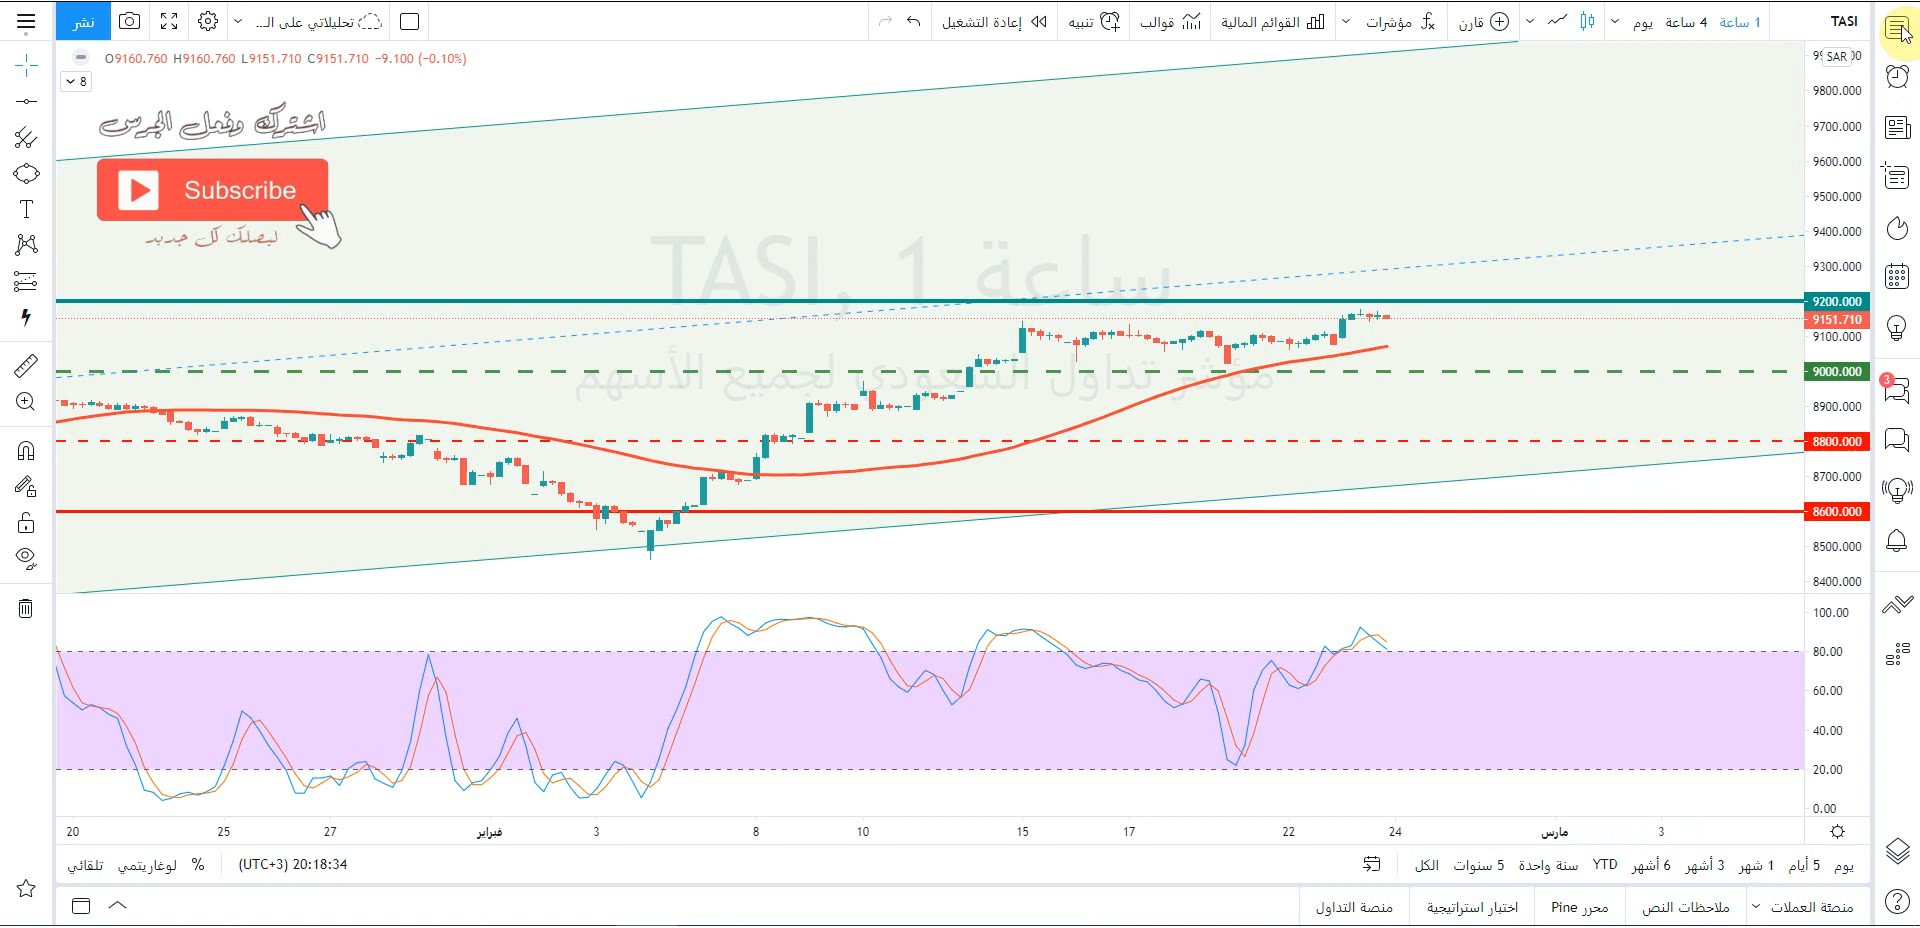 نشر
تحليلاتي على الـ...
إعادة التشغيل
تنبيه
قوالب
القوائم المالية
مؤشرات
قارن
يوم
4 ساعة
1 ساعة
TASI
O9160.760 H9160.760 L9151.710 C9151.710 −9.100 (−0.10%)
8
اشترك وفعل الجرس
Subscribe
ليصلك كل جديد
TASI, 1 ساعة
مؤشر تداول السعودي لجميع الأسهم
SAR
9800.000
9700.000
9600.000
9500.000
9400.000
9300.000
9200.000
9151.710
9100.000
9000.000
8900.000
8800.000
8700.000
8600.000
8500.000
8400.000
100.00
80.00
60.00
40.00
20.00
0.00
3
20 25 27 فبراير 3 8 10 15 17 22 24 مارس 3
تلقائي لوغاريتمي % 20:18:34 (UTC+3)
يوم 5 أيام 1 شهر 3 أشهر 6 أشهر YTD سنة واحدة 5 سنوات الكل
منصتة العملات ملاحظات النص محرر Pine اختبار استراتيجية منصة التداول